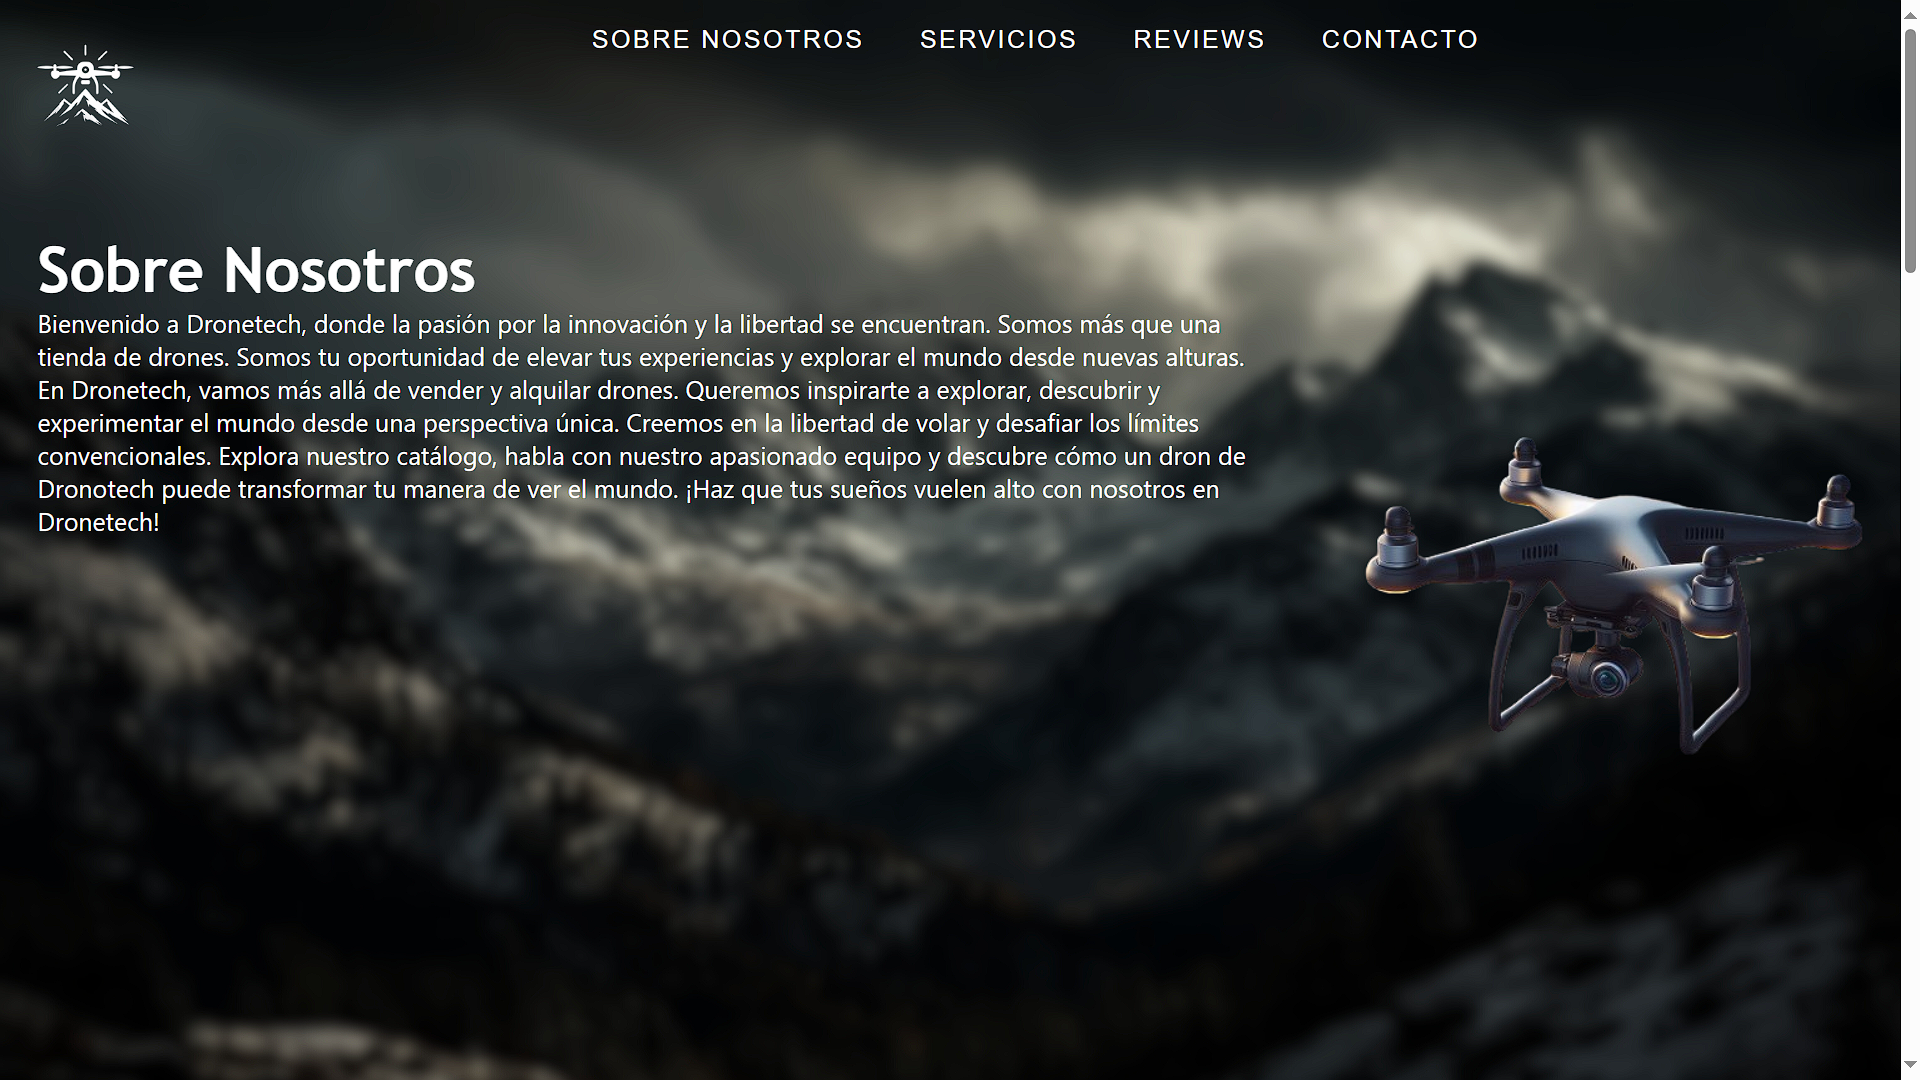 SOBRE NOSOTROS SERVICIOS REVIEWS CONTACTO
Sobre Nosotros
Bienvenido a Dronetech, donde la pasión por la innovación y la libertad se encuentran. Somos más que una
tienda de drones. Somos tu oportunidad de elevar tus experiencias y explorar el mundo desde nuevas alturas.
En Dronetech, vamos más allá de vender y alquilar drones. Queremos inspirarte a explorar, descubrir y
experimentar el mundo desde una perspectiva única. Creemos en la libertad de volar y desafiar los límites
convencionales. Explora nuestro catálogo, habla con nuestro apasionado equipo y descubre cómo un dron de
Dronotech puede transformar tu manera de ver el mundo. ¡Haz que tus sueños vuelen alto con nosotros en
Dronetech!